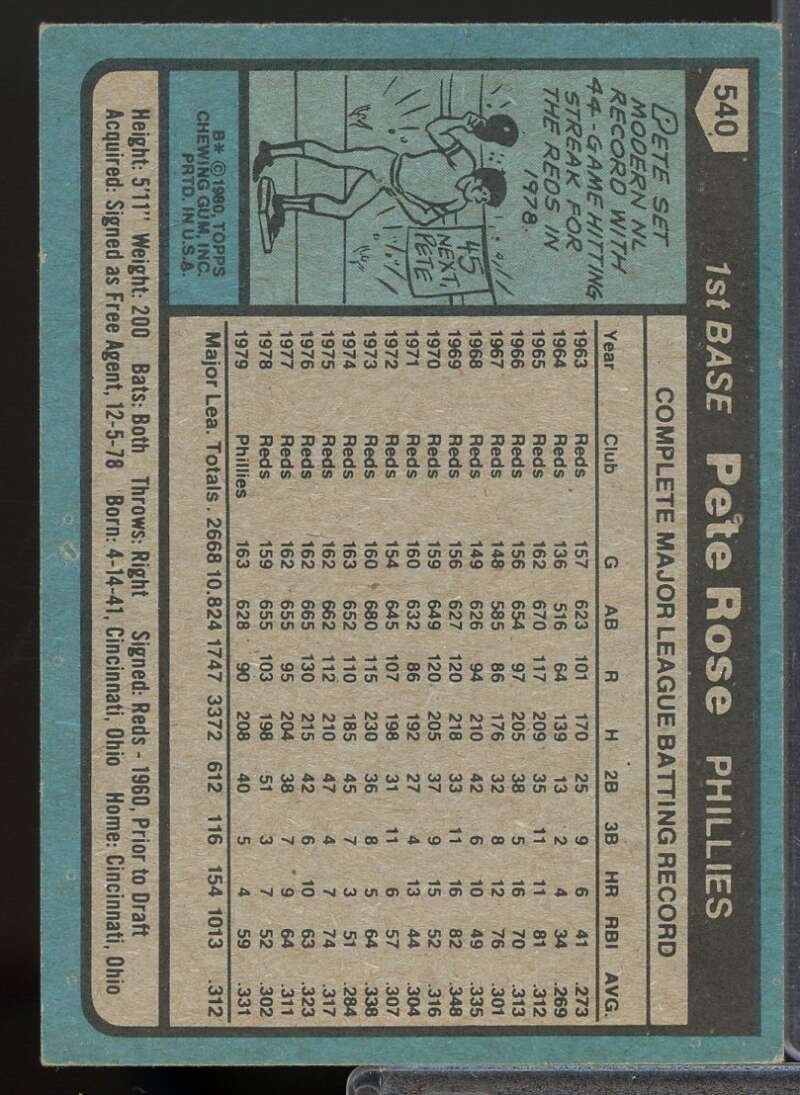 540 1st BASE Pete Rose PHILLIES
PETE SET
MODERN NL
RECORD WITH
44-GAME HITTING
STREAK FOR
THE REDS IN
1978.
45
NEXT,
PETE
B* ©1980, TOPPS
CHEWING GUM, INC.
PRTD. IN U.S.A.
COMPLETE MAJOR LEAGUE BATTING RECORD
Year Club G AB R H 2B 3B HR RBI AVG.
1963 Reds 157 623 101 170 25 9 6 41 .273
1964 Reds 136 516 64 139 13 2 4 34 .269
1965 Reds 162 670 117 209 35 11 11 81 .312
1966 Reds 156 654 97 205 38 5 16 70 .313
1967 Reds 148 585 86 176 32 8 12 76 .301
1968 Reds 149 626 94 210 42 6 10 49 .335
1969 Reds 156 627 120 218 33 11 16 82 .348
1970 Reds 159 649 120 205 37 9 15 52 .316
1971 Reds 160 632 86 192 27 4 13 44 .304
1972 Reds 154 645 107 198 31 11 6 57 .307
1973 Reds 160 680 115 230 36 8 5 64 .338
1974 Reds 163 652 110 185 45 7 3 51 .284
1975 Reds 162 662 112 210 47 4 7 74 .317
1976 Reds 162 665 130 215 42 6 10 63 .323
1977 Reds 162 655 95 204 38 7 9 64 .311
1978 Reds 159 655 103 198 51 3 7 52 .302
1979 Phillies 163 628 90 208 40 5 4 59 .331
Major Lea. Totals . 2668 10.824 1747 3372 612 116 154 1013 .312
Height: 5'11" Weight: 200 Bats: Both Throws: Right Signed: Reds - 1960, Prior to Draft
Acquired: Signed as Free Agent, 12-5-78 Born: 4-14-41, Cincinnati, Ohio Home: Cincinnati, Ohio